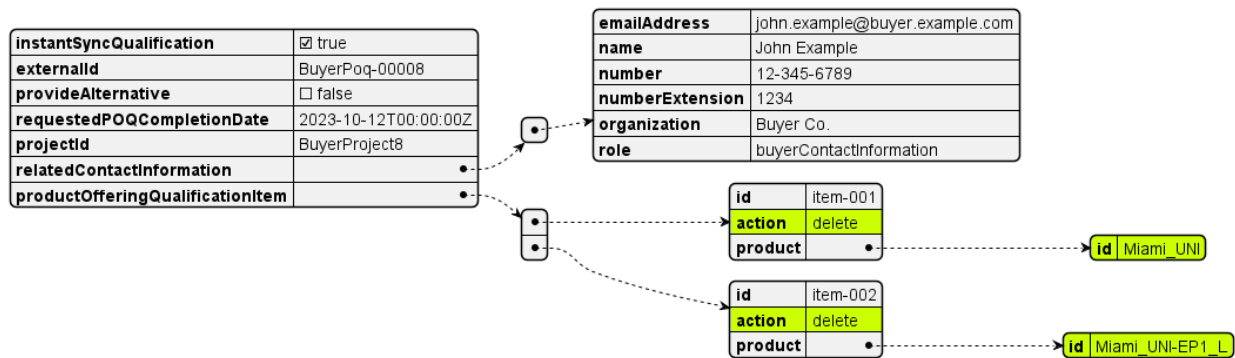 instantSyncQualification ☑ true
externalId BuyerPoq-00008
provideAlternative ☐ false
requestedPOQCompletionDate 2023-10-12T00:00:00Z
projectId BuyerProject8
relatedContactInformation
productOfferingQualificationItem
emailAddress john.example@buyer.example.com
name John Example
number 12-345-6789
numberExtension 1234
organization Buyer Co.
role buyerContactInformation
id item-001
action delete
product
id Miami_UNI
id item-002
action delete
product
id Miami_UNI-EP1_L